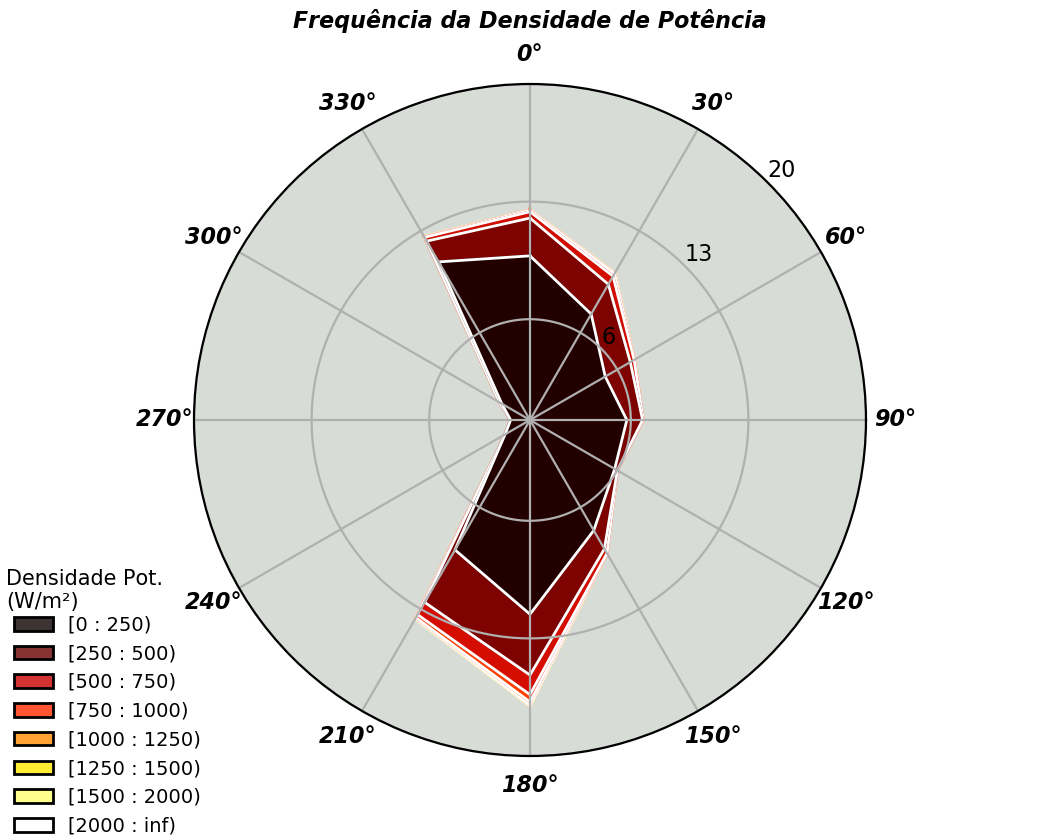 Frequência da Densidade de Potência
0°
330°
30°
20
300°
60°
13
6
270°
90°
Densidade Pot.
(W/m²)
240°
120°
[0 : 250)
[250 : 500)
[500 : 750)
[750 : 1000)
[1000 : 1250)
[1250 : 1500)
[1500 : 2000)
[2000 : inf)
210°
150°
180°